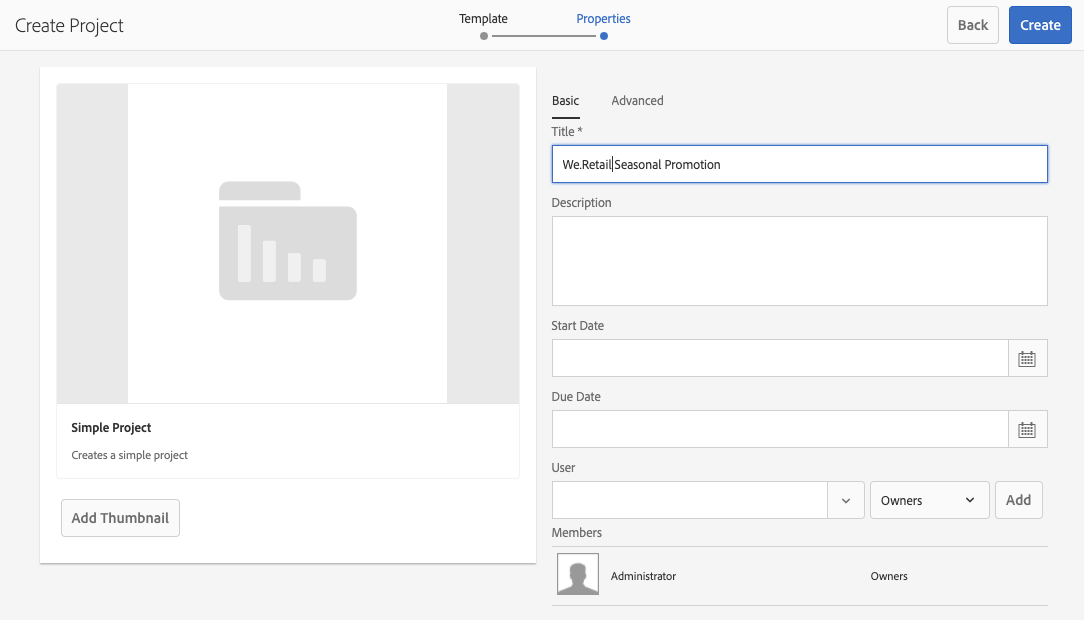 Create Project
Template
Properties
Back
Create
Basic
Advanced
Title *
We.Retail Seasonal Promotion
Description
Start Date
Due Date
User
Owners
Add
Members
Administrator
Owners
Simple Project
Creates a simple project
Add Thumbnail